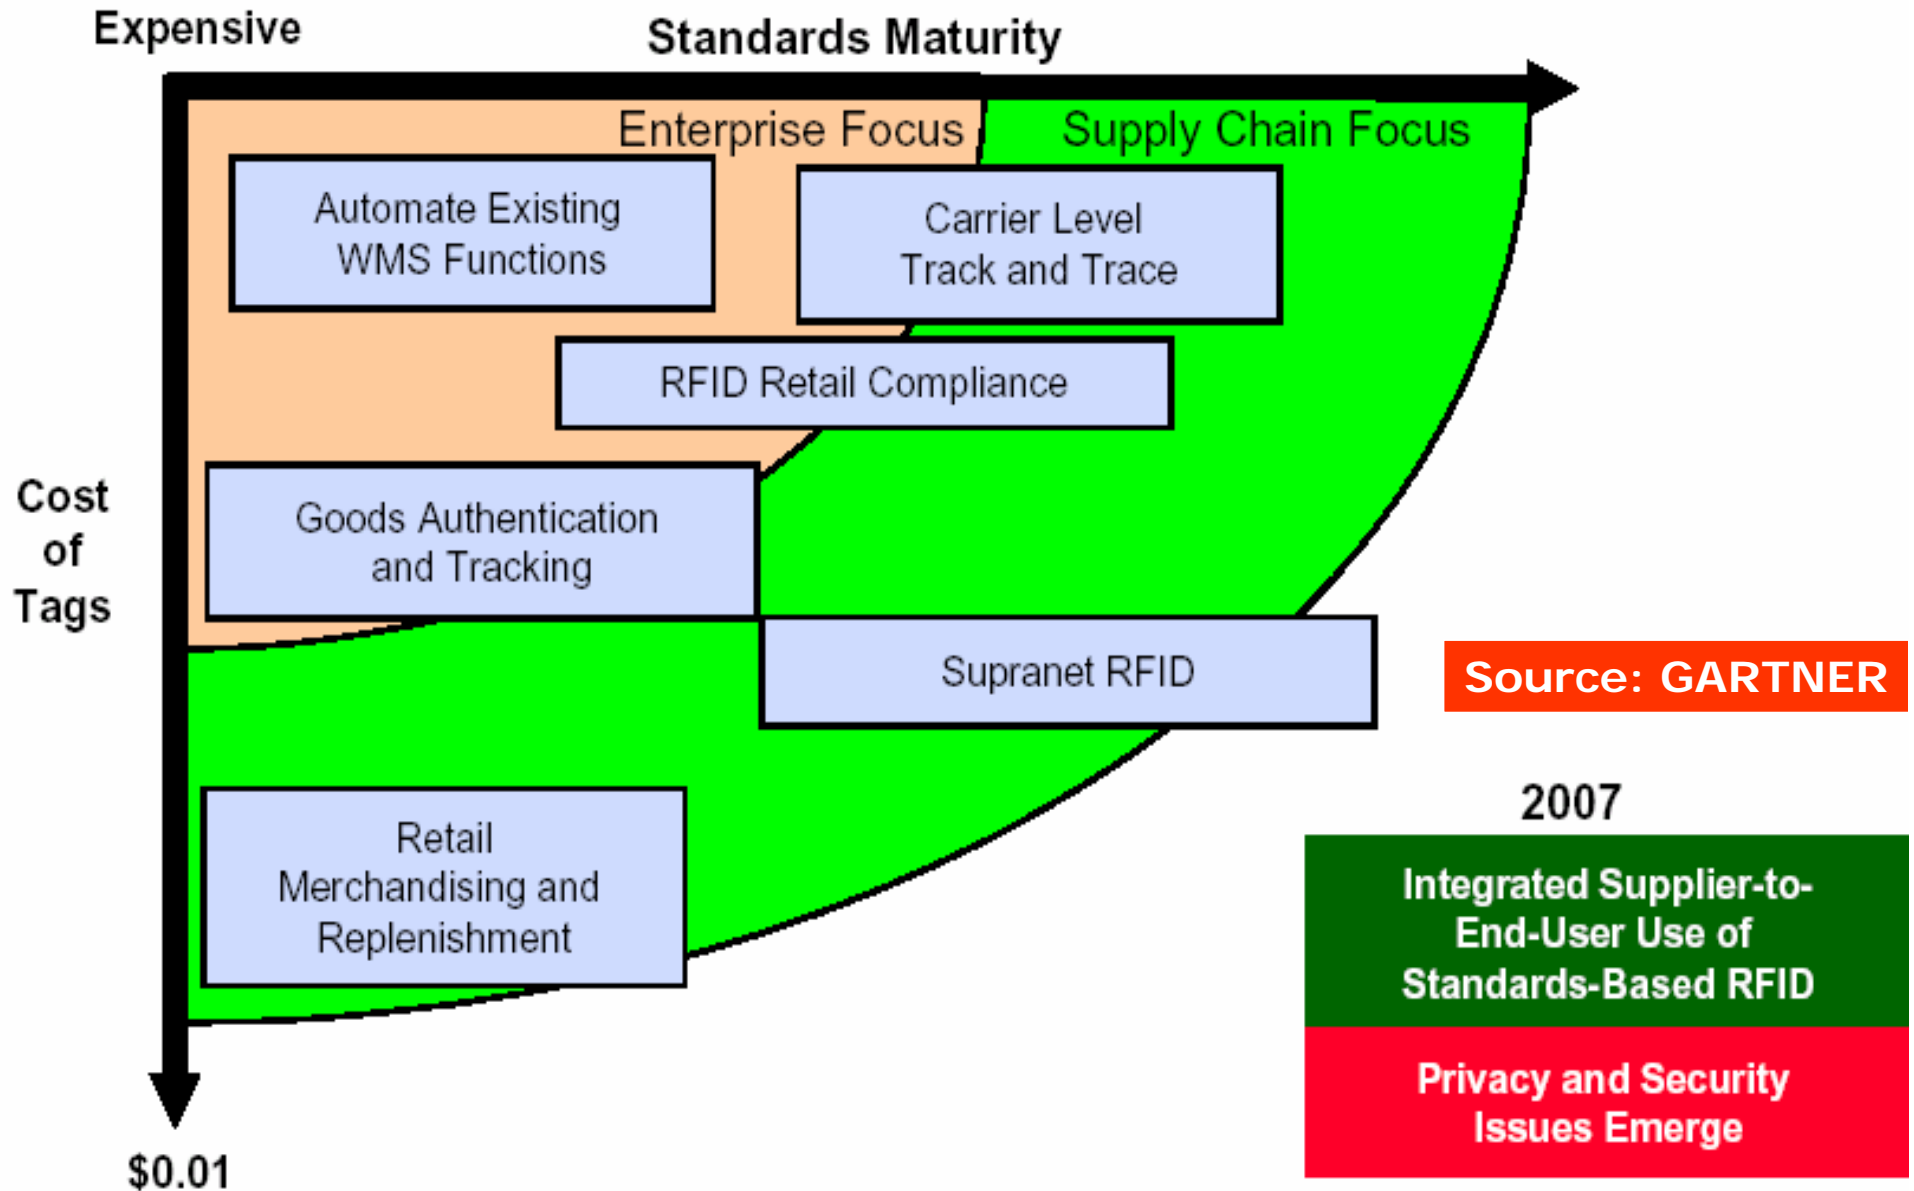 Expensive
Standards Maturity
Enterprise Focus
Supply Chain Focus
Automate Existing
WMS Functions
Carrier Level
Track and Trace
RFID Retail Compliance
Cost
of
Tags
Goods Authentication
and Tracking
Supranet RFID
Source: GARTNER
Retail
Merchandising and
Replenishment
2007
Integrated Supplier-to-
End-User Use of
Standards-Based RFID
Privacy and Security
Issues Emerge
$0.01